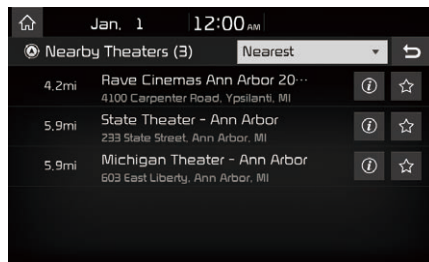 Jan. 1 12:00 AM
Nearby Theaters (3) Nearest
4.2mi Rave Cinemas Ann Arbor 20···
4100 Carpenter Road, Ypsilanti, MI
5.9mi State Theater - Ann Arbor
233 State Street, Ann Arbor, MI
5.9mi Michigan Theater - Ann Arbor
603 East Liberty, Ann Arbor, MI